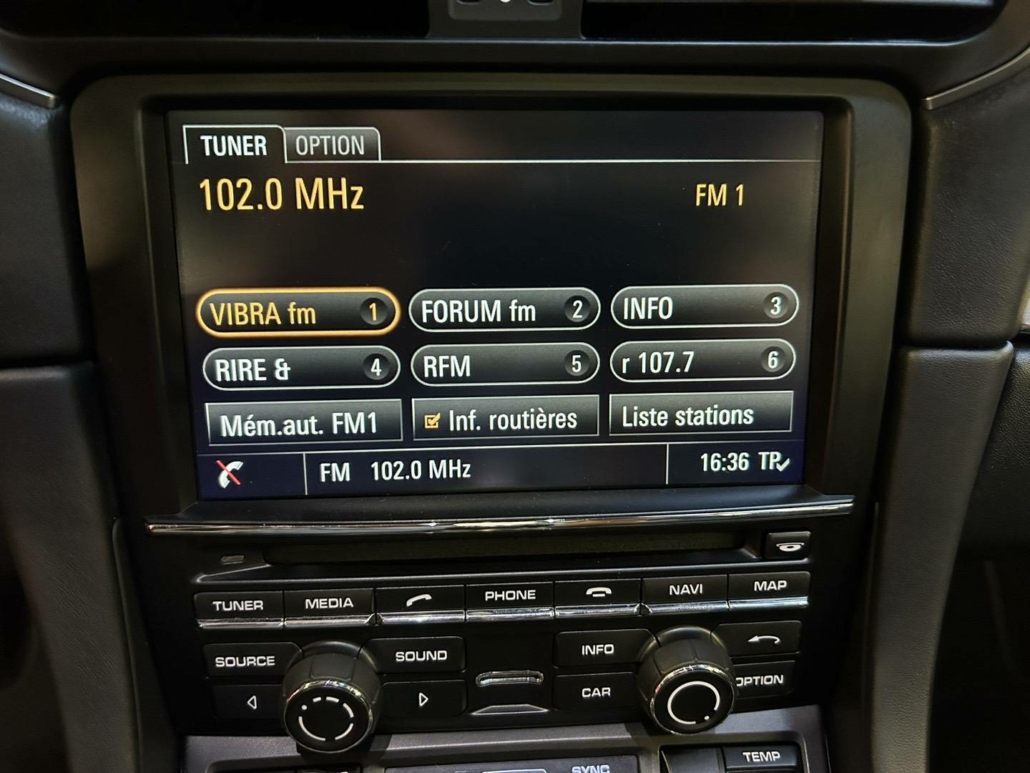 TUNER OPTION
102.0 MHz FM 1
VIBRA fm 1 FORUM fm 2 INFO 3
RIRE & 4 RFM 5 r 107.7 6
Mém.aut. FM1 Inf. routières Liste stations
FM 102.0 MHz 16:36 TP
TUNER MEDIA PHONE NAVI MAP
SOURCE SOUND INFO
CAR OPTION
TEMP
SYNC